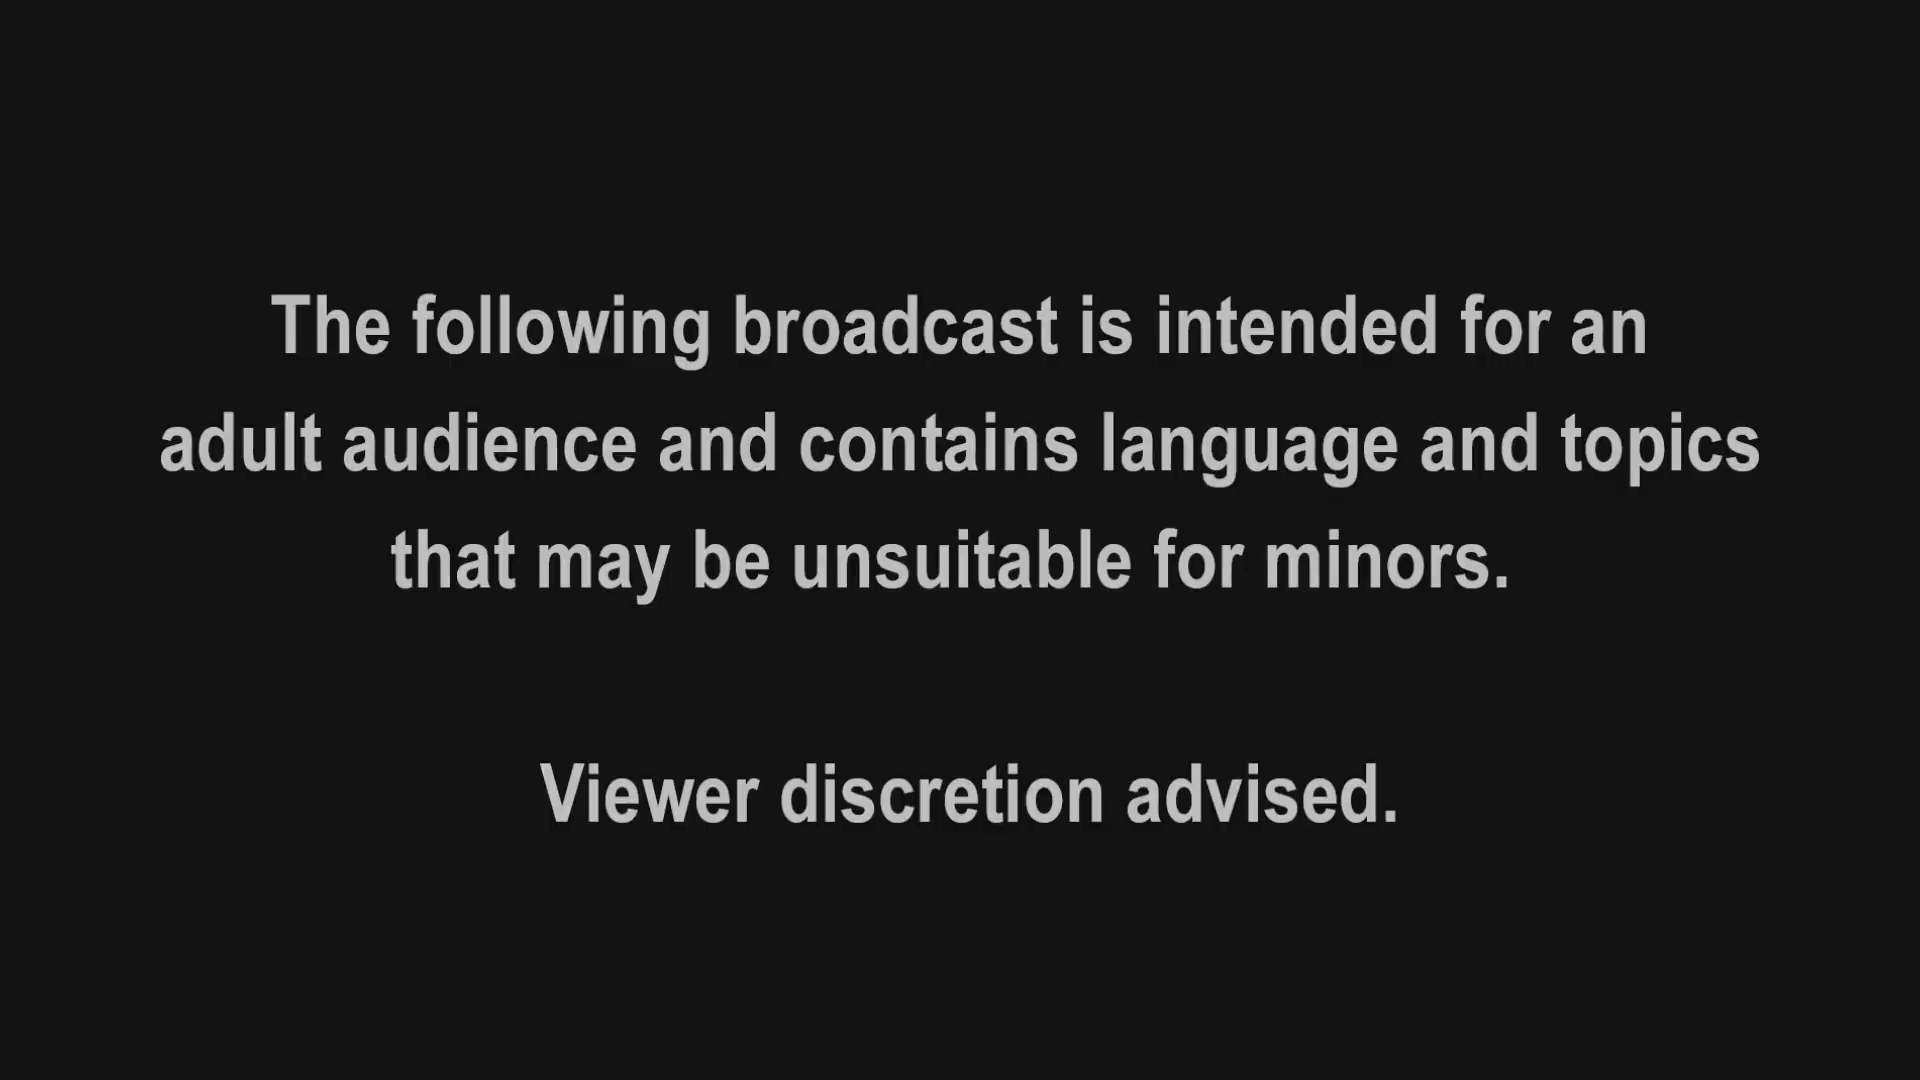 The following broadcast is intended for an
adult audience and contains language and topics
that may be unsuitable for minors.
Viewer discretion advised.